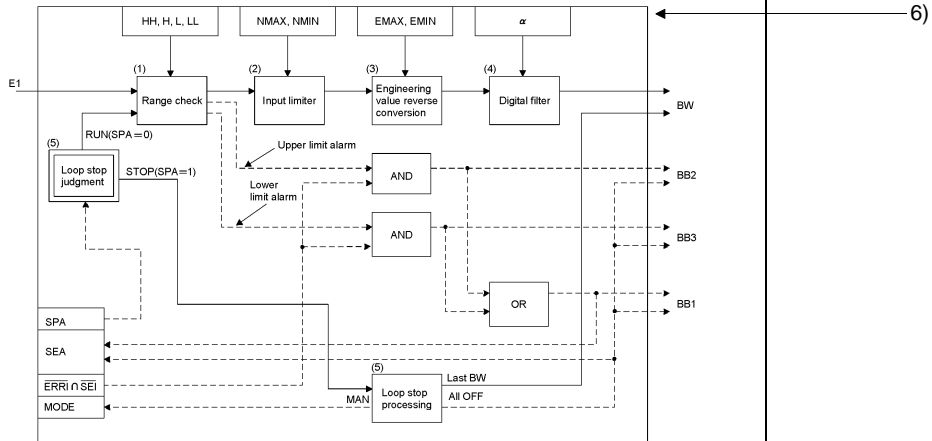 HH, H, L, LL
NMAX, NMIN
EMAX, EMIN
α
6)
(1)
(2)
(3)
(4)
E1
Range check
Input limiter
Engineering
value reverse
conversion
Digital filter
BW
RUN(SPA=0)
(5)
Loop stop
judgment
STOP(SPA=1)
Upper limit alarm
Lower
limit alarm
AND
BB2
AND
BB3
OR
BB1
SPA
SEA
E̅R̅R̅I̅ ∩ S̅E̅I̅
MODE
(5)
MAN
Loop stop
processing
Last BW
All OFF